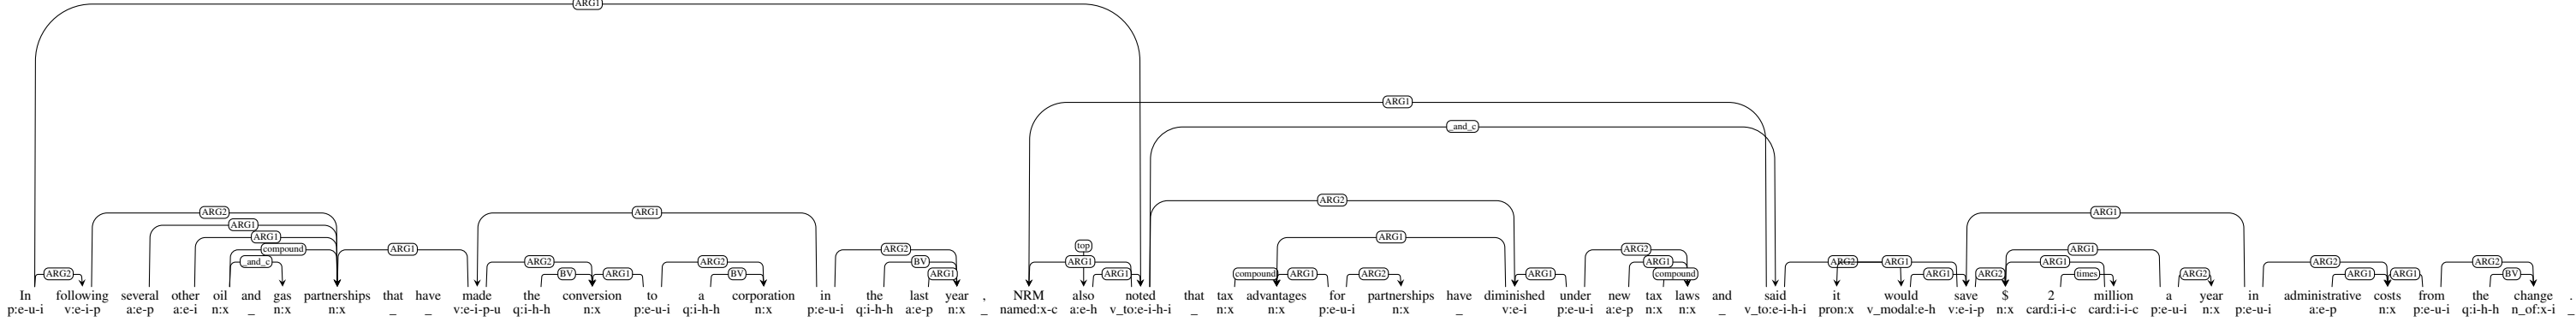 ARG1
ARG1
_and_c
ARG2
ARG2 ARG1 ARG1
ARG1 ARG1 ARG1
ARG1 compound ARG1 top ARG2 ARG2 ARG1
_and_c ARG2 BV ARG2 BV ARG1 ARG1 ARG2 ARG1 ARG1 ARG2 ARG2
ARG2 BV ARG1 BV ARG1 ARG1 compound ARG1 ARG2 ARG1 compound ARG1 ARG2 times ARG2 ARG1 ARG1 BV
In following several other oil and gas partnerships that have made the conversion to a corporation in the last year , NRM also noted that tax advantages for partnerships have diminished under new tax laws and said it would save $ 2 million a year in administrative costs from the change .
p:e-u-i v:e-i-p a:e-p a:e-i n:x _ n:x n:x _ _ v:e-i-p-u q:i-h-h n:x p:e-u-i q:i-h-h n:x p:e-u-i q:i-h-h a:e-p n:x _ named:x-c a:e-h v_to:e-i-h-i _ n:x n:x p:e-u-i n:x _ v:e-i p:e-u-i a:e-p n:x n:x _ v_to:e-i-h-i pron:x v_modal:e-h v:e-i-p n:x card:i-i-c card:i-i-c p:e-u-i n:x p:e-u-i a:e-p n:x p:e-u-i q:i-h-h n_of:x-i _